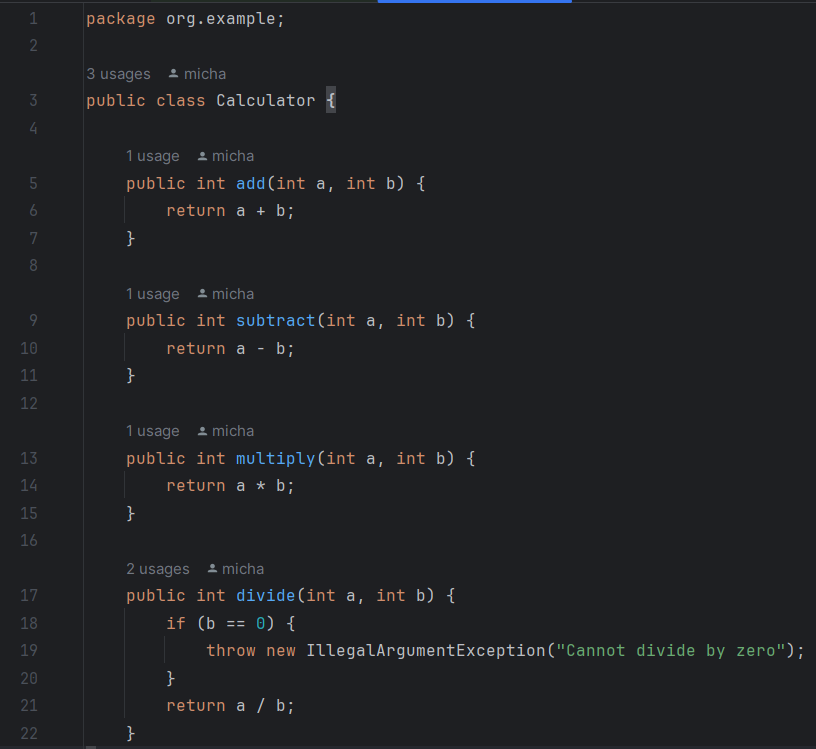 1 package org.example;
2
3 usages micha
3 public class Calculator {
4
1 usage micha
5 public int add(int a, int b) {
6 return a + b;
7 }
8
1 usage micha
9 public int subtract(int a, int b) {
10 return a - b;
11 }
12
1 usage micha
13 public int multiply(int a, int b) {
14 return a * b;
15 }
16
2 usages micha
17 public int divide(int a, int b) {
18 if (b == 0) {
19 throw new IllegalArgumentException("Cannot divide by zero");
20 }
21 return a / b;
22 }